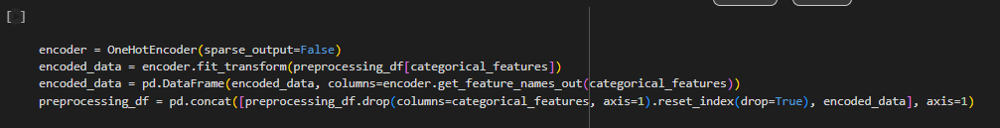 [ ]
encoder = OneHotEncoder(sparse_output=False)
encoded_data = encoder.fit_transform(preprocessing_df[categorical_features])
encoded_data = pd.DataFrame(encoded_data, columns=encoder.get_feature_names_out(categorical_features))
preprocessing_df = pd.concat([preprocessing_df.drop(columns=categorical_features, axis=1).reset_index(drop=True), encoded_data], axis=1)